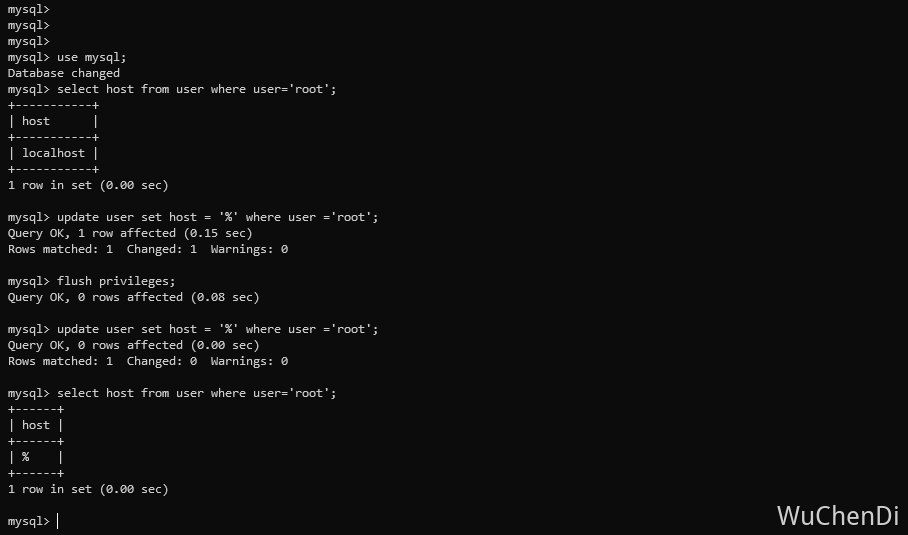 mysql>
mysql>
mysql>
mysql> use mysql;
Database changed
mysql> select host from user where user='root';
+-----------+
| host      |
+-----------+
| localhost |
+-----------+
1 row in set (0.00 sec)

mysql> update user set host = '%' where user ='root';
Query OK, 1 row affected (0.15 sec)
Rows matched: 1  Changed: 1  Warnings: 0

mysql> flush privileges;
Query OK, 0 rows affected (0.08 sec)

mysql> update user set host = '%' where user ='root';
Query OK, 0 rows affected (0.00 sec)
Rows matched: 1  Changed: 0  Warnings: 0

mysql> select host from user where user='root';
+------+
| host |
+------+
| %    |
+------+
1 row in set (0.00 sec)

mysql>
WuChenDi